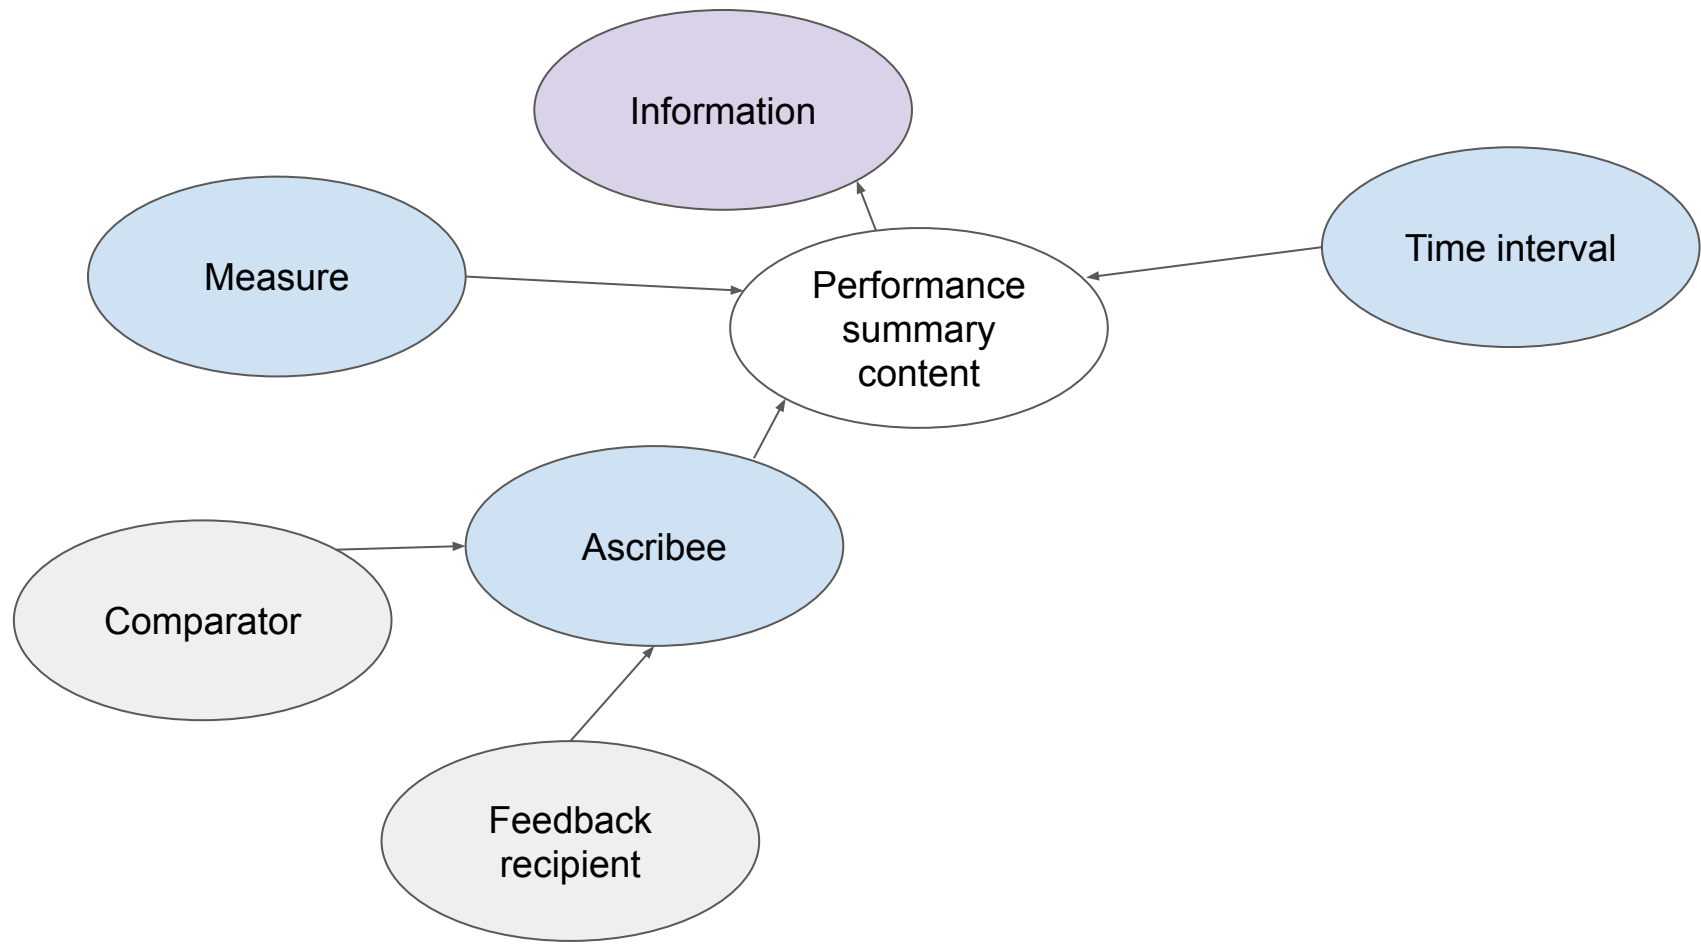 Information
Measure
Time interval
Performance
summary
content
Ascribee
Comparator
Feedback
recipient